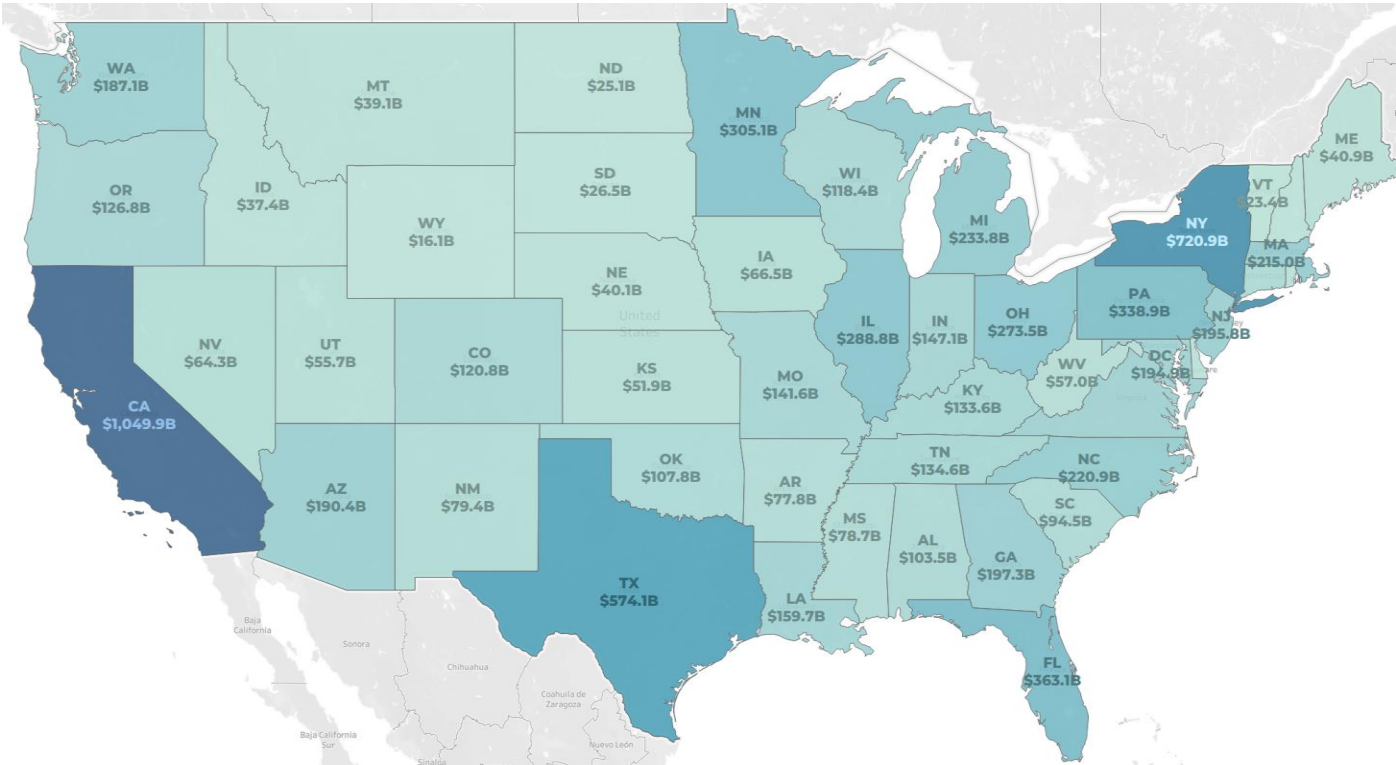 WA
$187.1B
MT
$39.1B
ND
$25.1B
MN
$305.1B
ME
$40.9B
OR
$126.8B
ID
$37.4B
SD
$26.5B
WI
$118.4B
VT
$23.4B
WY
$16.1B
MI
$233.8B
NY
$720.9B
MA
$215.0B
NE
$40.1B
IA
$66.5B
PA
$338.9B
United
States
NV
$64.3B
UT
$55.7B
CO
$120.8B
IL
$288.8B
IN
$147.1B
OH
$273.5B
NJ
$195.8B
KS
$51.9B
MO
$141.6B
WV
$57.0B
DC
$194.9B
CA
$1,049.9B
KY
$133.6B
AZ
$190.4B
NM
$79.4B
OK
$107.8B
TN
$134.6B
NC
$220.9B
AR
$77.8B
SC
$94.5B
MS
$78.7B
AL
$103.5B
GA
$197.3B
TX
$574.1B
LA
$159.7B
FL
$363.1B
Baja
California
Sonora
Chihuahua
Coahuila de
Zaragoza
Baja California
Sur
Nuevo León
Sinaloa